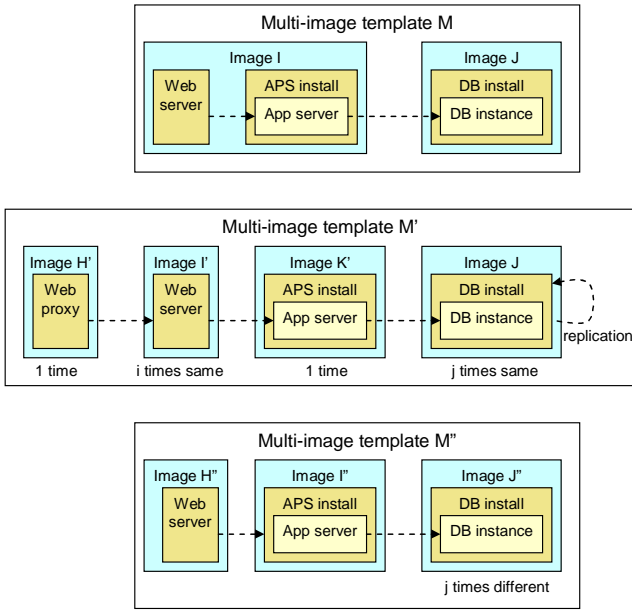 Multi-image template M
Image I
Image J
Web server
APS install
App server
DB install
DB instance
Multi-image template M’
Image H’
Image I’
Image K’
Image J
Web proxy
Web server
APS install
App server
DB install
DB instance
replication
1 time
i times same
1 time
j times same
Multi-image template M”
Image H”
Image I”
Image J”
Web server
APS install
App server
DB install
DB instance
j times different